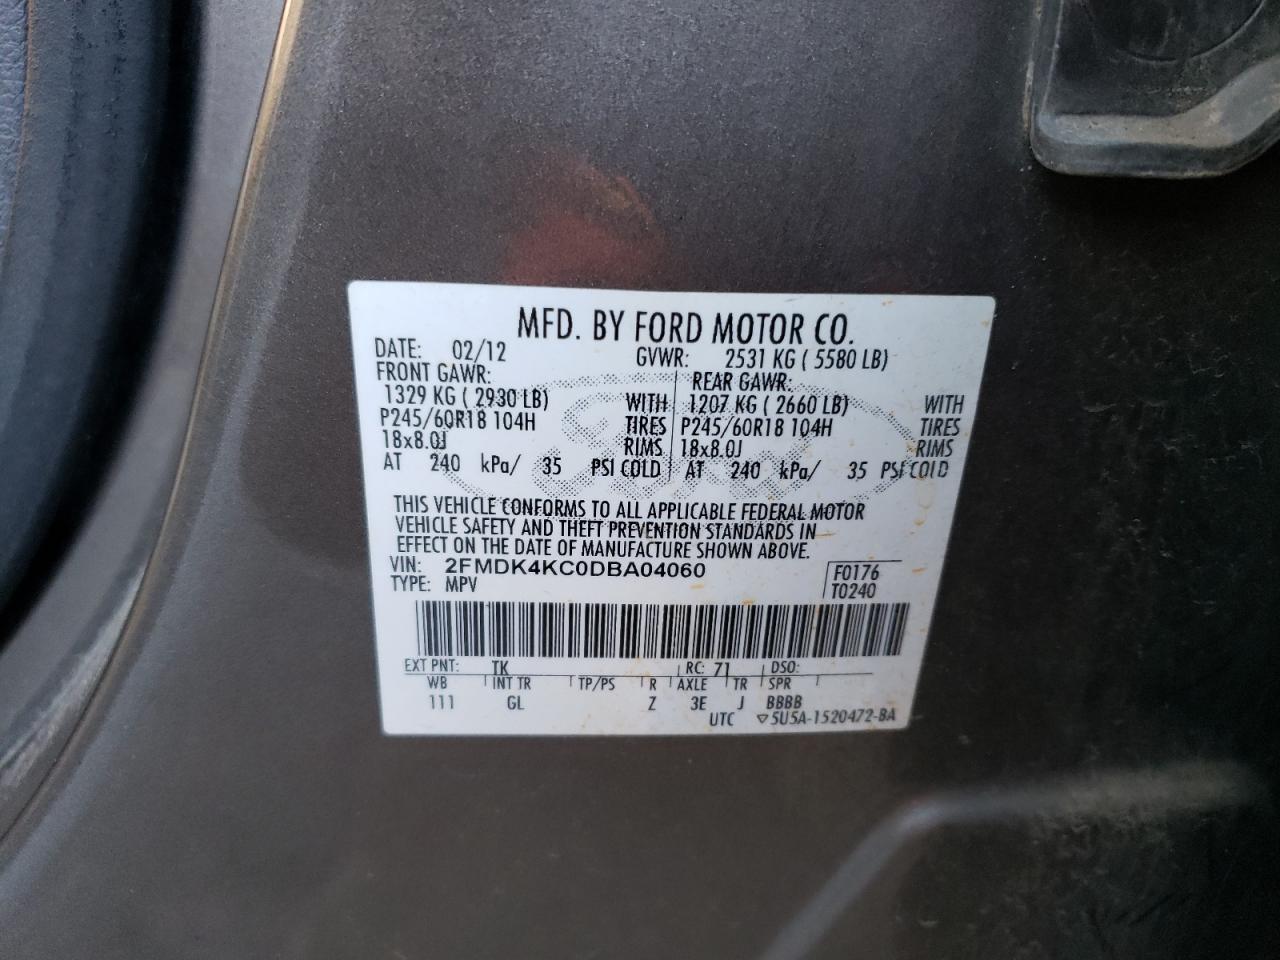 MFD. BY FORD MOTOR CO.
DATE: 02/12 GVWR: 2531 KG ( 5580 LB)
FRONT GAWR: REAR GAWR:
1329 KG ( 2930 LB) WITH 1207 KG ( 2660 LB) WITH
P245/60R18 104H TIRES P245/60R18 104H TIRES
18x8.0J RIMS 18x8.0J RIMS
AT 240 kPa/ 35 PSI COLD AT 240 kPa/ 35 PSI COLD
THIS VEHICLE CONFORMS TO ALL APPLICABLE FEDERAL MOTOR
VEHICLE SAFETY AND THEFT PREVENTION STANDARDS IN
EFFECT ON THE DATE OF MANUFACTURE SHOWN ABOVE.
VIN: 2FMDK4KC0DBA04060 F0176
TYPE: MPV T0240
EXT PNT: TK RC: 71 DSO:
WB INT TR TP/PS R AXLE TR SPR
111 GL Z 3E J BBBB
UTC ▽5U5A-1520472-BA